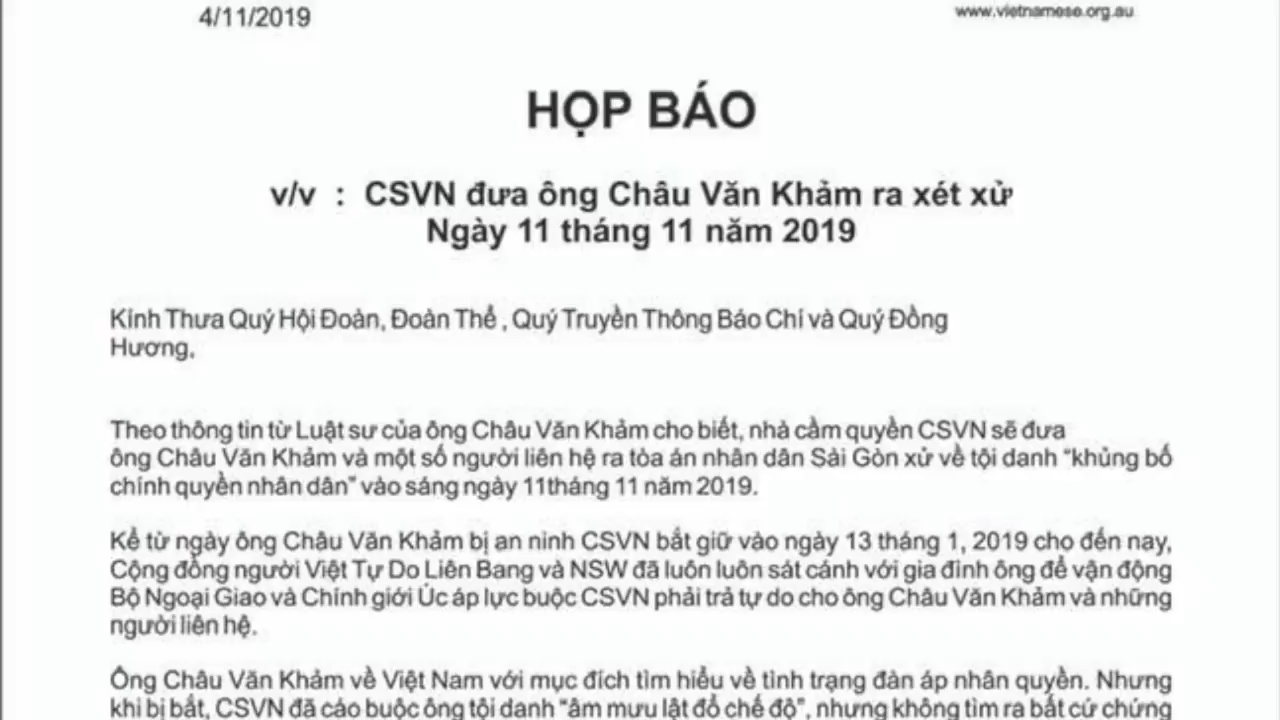 4/11/2019
www.vietnamese.org.au
HỌP BÁO
v/v : CSVN đưa ông Châu Văn Khảm ra xét xử
Ngày 11 tháng 11 năm 2019
Kính Thưa Quý Hội Đoàn, Đoàn Thể , Quý Truyền Thông Báo Chí và Quý Đồng
Hương,
Theo thông tin từ Luật sư của ông Châu Văn Khảm cho biết, nhà cầm quyền CSVN sẽ đưa
ông Châu Văn Khảm và một số người liên hệ ra tòa án nhân dân Sài Gòn xử về tội danh “khủng bố
chính quyền nhân dân” vào sáng ngày 11tháng 11 năm 2019.
Kể từ ngày ông Châu Văn Khảm bị an ninh CSVN bắt giữ vào ngày 13 tháng 1, 2019 cho đến nay,
Cộng đồng người Việt Tự Do Liên Bang và NSW đã luôn luôn sát cánh với gia đình ông để vận động
Bộ Ngoại Giao và Chính giới Úc áp lực buộc CSVN phải trả tự do cho ông Châu Văn Khảm và những
người liên hệ.
Ông Châu Văn Khảm về Việt Nam với mục đích tìm hiểu về tình trạng đàn áp nhân quyền. Nhưng
khi bị bắt, CSVN đã cáo buộc ông tội danh “âm mưu lật đổ chế độ”, nhưng không tìm ra bất cứ chứng